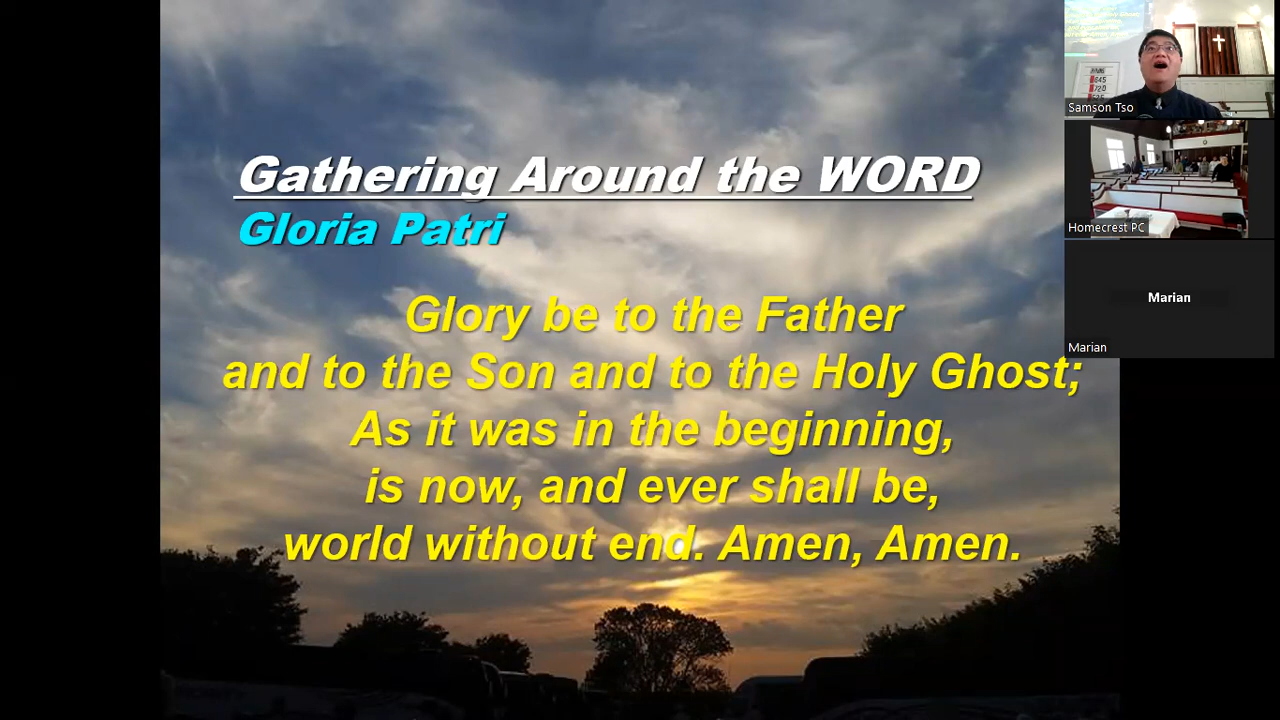 Gathering Around the WORD
Gloria Patri
Glory be to the Father
and to the Son and to the Holy Ghost;
As it was in the beginning,
is now, and ever shall be,
world without end. Amen, Amen.
645
720
Samson Tso
Homecrest PC
Marian
Marian